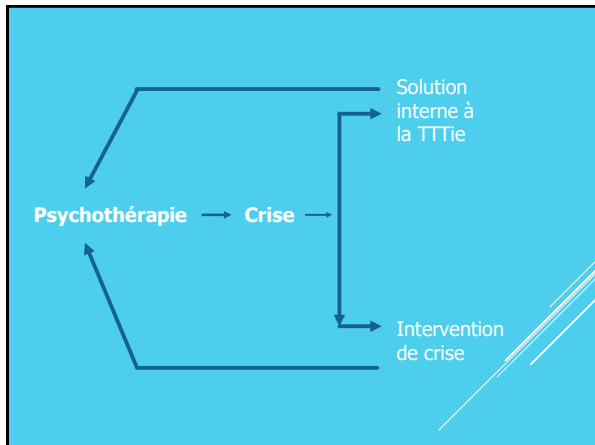 Solution
interne à
la TTTie
Psychothérapie
Crise
Intervention
de crise